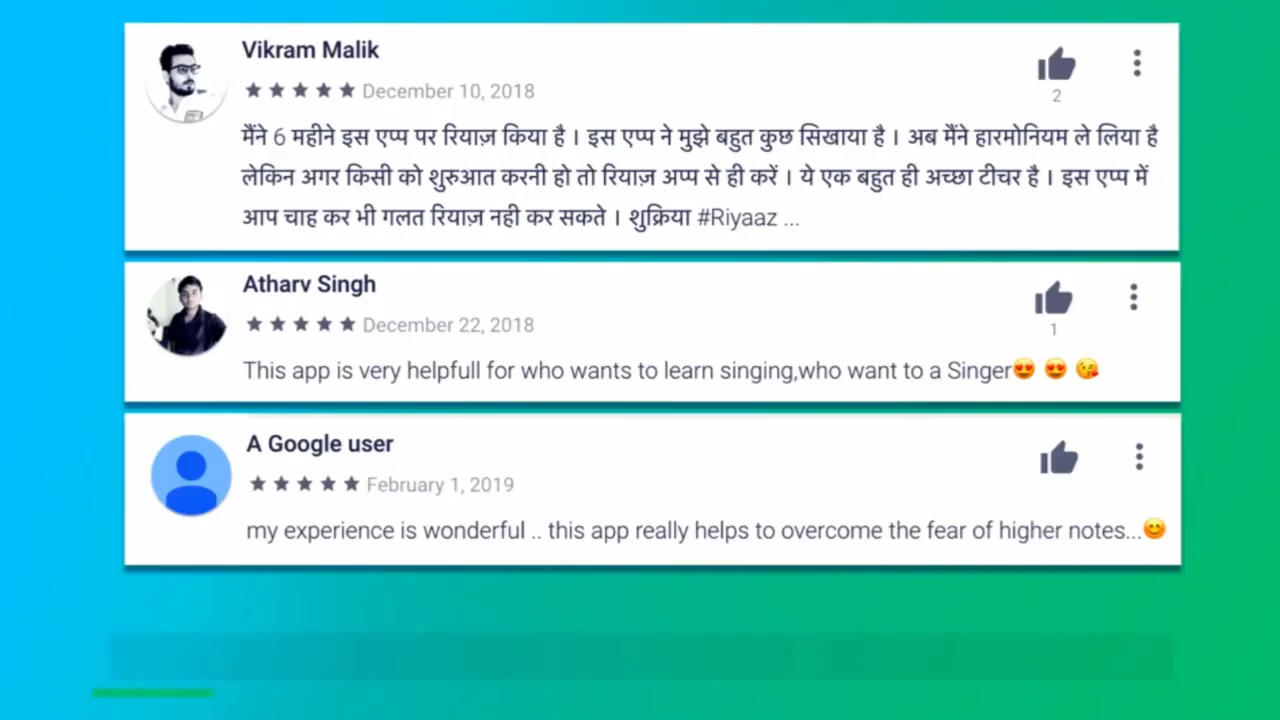 Vikram Malik
★★★★★ December 10, 2018
2
मैंने 6 महीने इस एप्प पर रियाज़ किया है । इस एप्प ने मुझे बहुत कुछ सिखाया है । अब मैंने हारमोनियम ले लिया है
लेकिन अगर किसी को शुरुआत करनी हो तो रियाज़ अप्प से ही करें । ये एक बहुत ही अच्छा टीचर है । इस एप्प में
आप चाह कर भी गलत रियाज़ नही कर सकते । शुक्रिया #Riyaaz ...
Atharv Singh
★★★★★ December 22, 2018
1
This app is very helpfull for who wants to learn singing,who want to a Singer😍 😍 😘
A Google user
★★★★★ February 1, 2019
my experience is wonderful .. this app really helps to overcome the fear of higher notes...😊